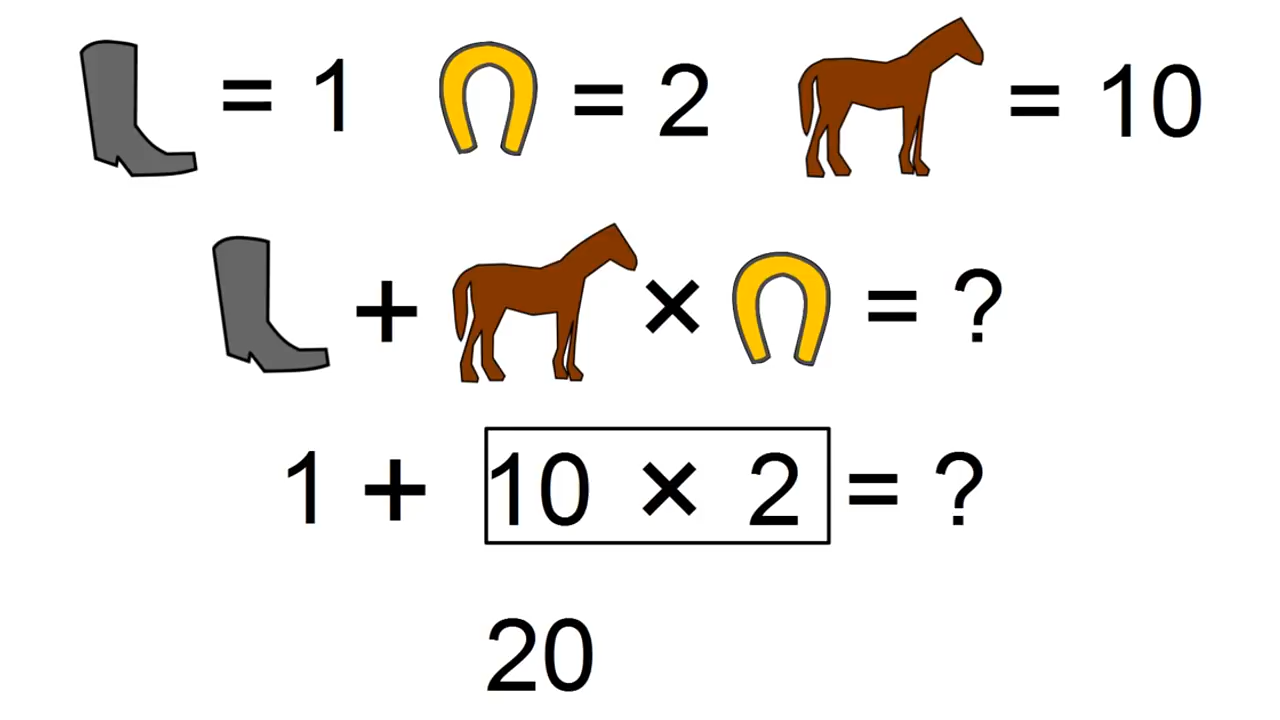 = 1 = 2 = 10
+ × = ?
1 + 10 × 2 = ?
20